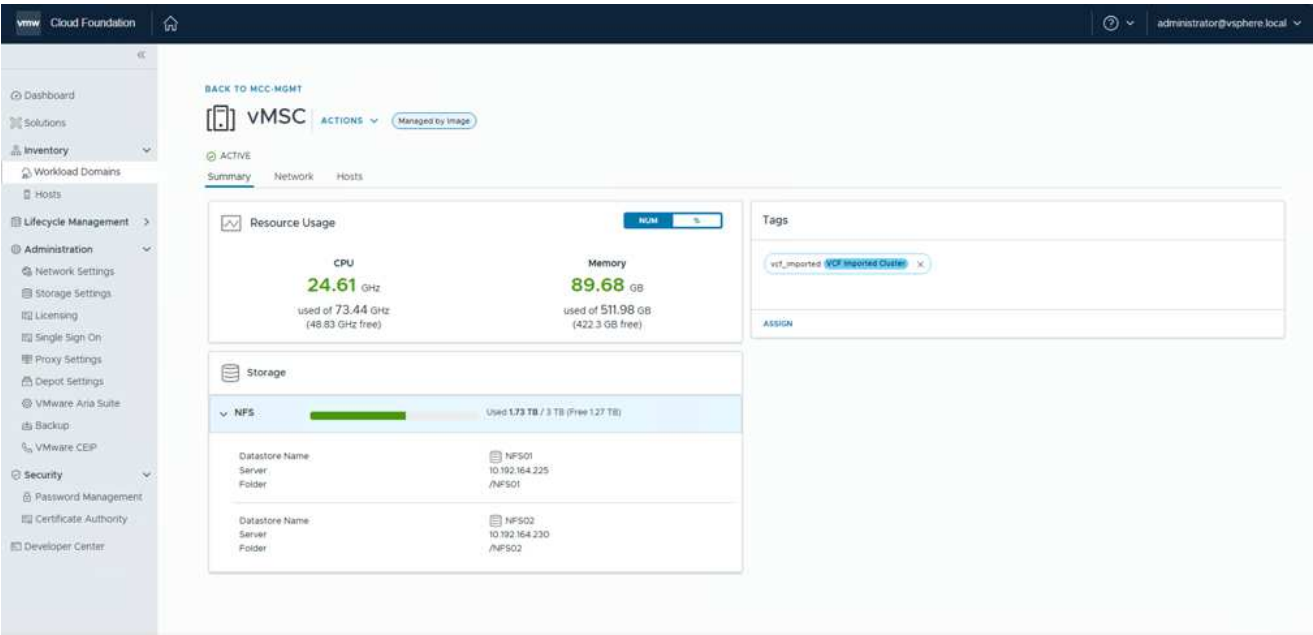 vmw Cloud Foundation
administrator@vsphere.local
Dashboard
Solutions
Inventory
Workload Domains
Hosts
Lifecycle Management
Administration
Network Settings
Storage Settings
Licensing
Single Sign On
Proxy Settings
Depot Settings
VMware Aria Suite
Backup
VMware CEIP
Security
Password Management
Certificate Authority
Developer Center
BACK TO MCC-MGMT
vMSC ACTIONS Managed by Image
ACTIVE
Summary Network Hosts
Resource Usage NUM %
CPU
24.61 GHz
used of 73.44 GHz
(48.83 GHz free)
Memory
89.68 GB
used of 511.98 GB
(422.3 GB free)
Storage
NFS Used 1.73 TB / 3 TB (Free 1.27 TB)
Datastore Name NFS01
Server 10.192.164.225
Folder /NFS01
Datastore Name NFS02
Server 10.192.164.230
Folder /NFS02
Tags
vcf_imported VCF Imported Cluster
ASSIGN